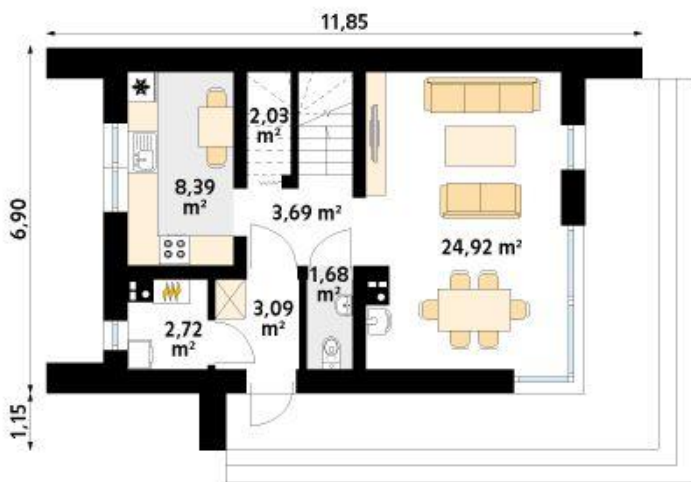 11,85
2,03
m²
8,39
m²
3,69 m²
6,90
24,92 m²
1,68
m²
3,09
m²
2,72
m²
1,15